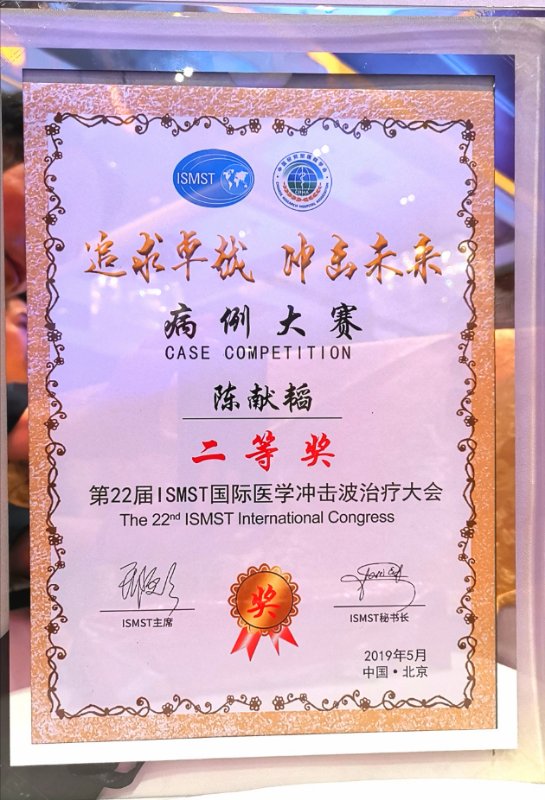 ISMST
追求卓越 冲击未来
病例大赛
CASE COMPETITION
陈献韬
二等奖
第22届ISMST国际医学冲击波治疗大会
The 22nd ISMST International Congress
奖
ISMST主席
ISMST秘书长
2019年5月
中国·北京